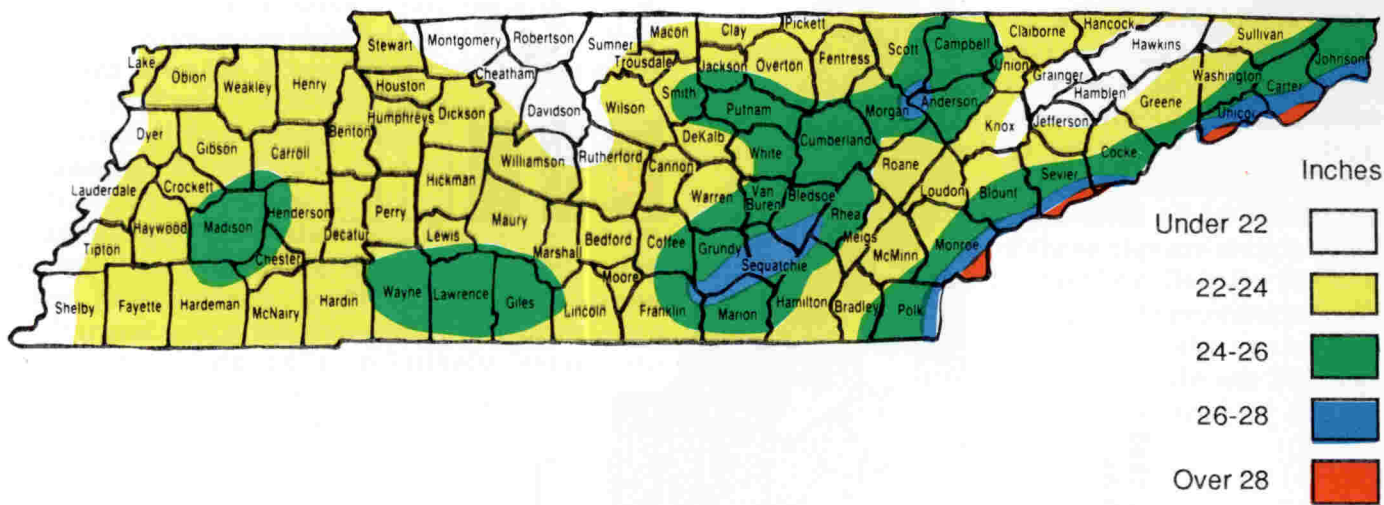 Pickett
Hancock
Stewart
Montgomery
Robertson
Sumner
Macon
Clay
Scott
Campbell
Claiborne
Hawkins
Sullivan
Johnson
Lake
Obion
Weakley
Henry
Houston
Cheatham
Trousdale
Jackson
Overton
Fentress
Union
Grainger
Washington
Carter
Dyer
Gibson
Carroll
Benton
Humphreys
Dickson
Davidson
Wilson
Smith
Putnam
Morgan
Anderson
Hamblen
Greene
Unicoi
Lauderdale
Crockett
Hickman
Williamson
Rutherford
Cannon
DeKalb
White
Cumberland
Roane
Knox
Jefferson
Cocke
Haywood
Madison
Henderson
Decatur
Perry
Lewis
Maury
Warren
Van
Buren
Bledsoe
Rhea
Loudon
Blount
Sevier
Tipton
Chester
Marshall
Bedford
Coffee
Grundy
Sequatchie
Meigs
McMinn
Monroe
Shelby
Fayette
Hardeman
McNairy
Hardin
Wayne
Lawrence
Giles
Lincoln
Moore
Franklin
Marion
Hamilton
Bradley
Polk
Inches
Under 22
22-24
24-26
26-28
Over 28